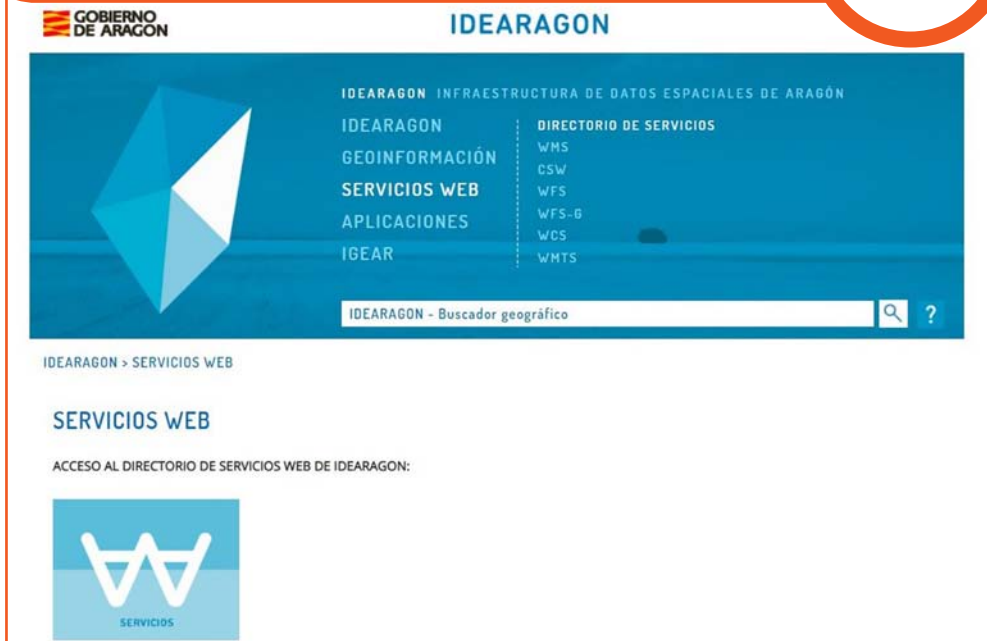 GOBIERNO
DE ARAGON
IDEARAGON
IDEARAGON INFRAESTRUCTURA DE DATOS ESPACIALES DE ARAGÓN
IDEARAGON
GEOINFORMACIÓN
SERVICIOS WEB
APLICACIONES
IGEAR
DIRECTORIO DE SERVICIOS
WMS
CSW
WFS
WFS-G
WCS
WMTS
IDEARAGON - Buscador geográfico
?
IDEARAGON > SERVICIOS WEB
SERVICIOS WEB
ACCESO AL DIRECTORIO DE SERVICIOS WEB DE IDEARAGON:
SERVICIOS